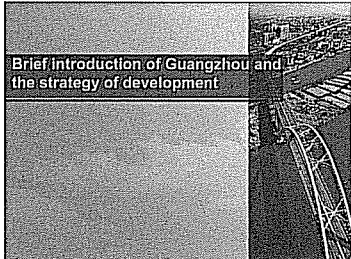 Brief introduction of Guangzhou and
the strategy of development